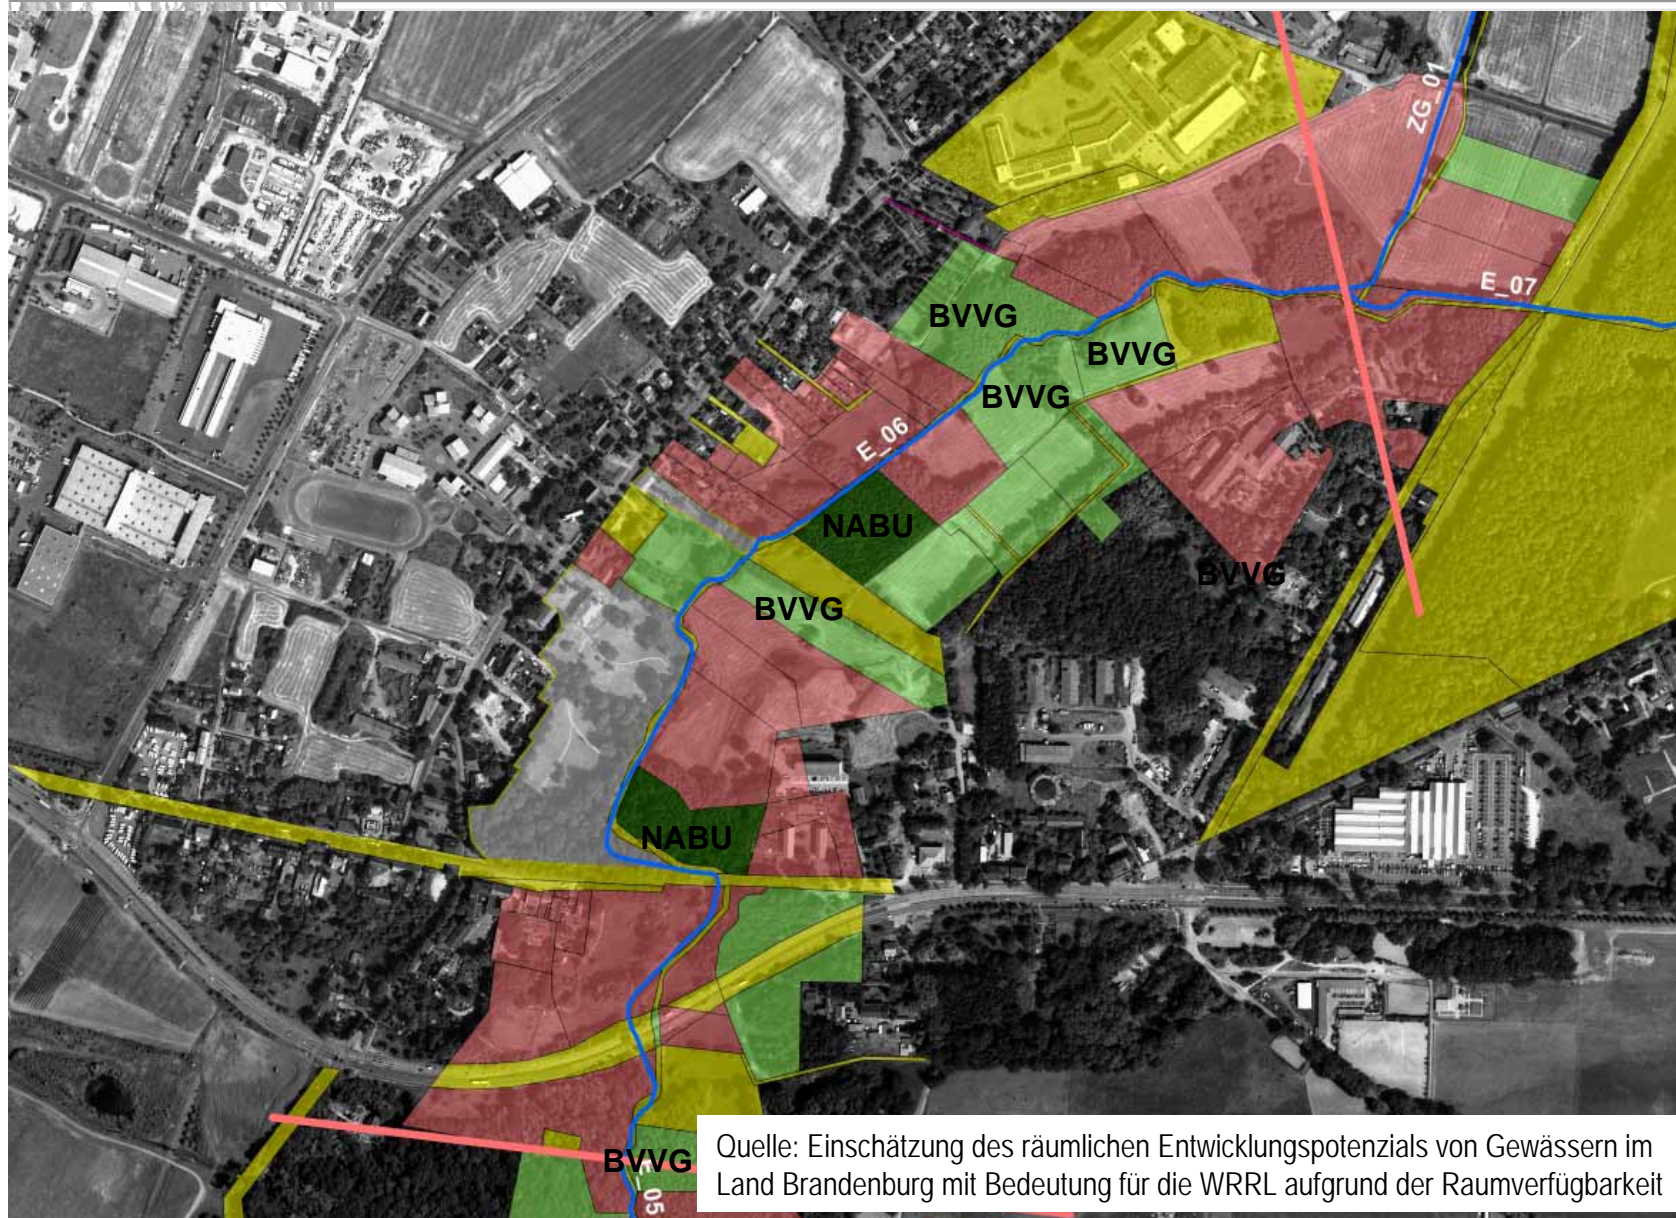 ZG_01
E_07
BVVG
BVVG
BVVG
E_06
NABU
BVVG
BVVG
NABU
BVVG
E_05
Quelle: Einschätzung des räumlichen Entwicklungspotenzials von Gewässern im
Land Brandenburg mit Bedeutung für die WRRL aufgrund der Raumverfügbarkeit